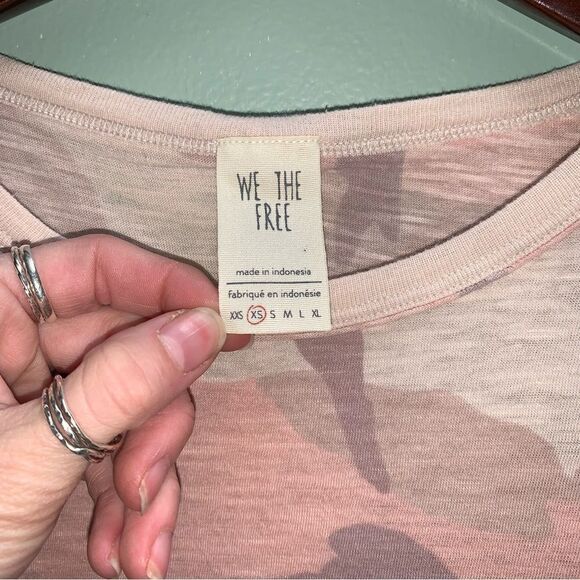 WE THE
FREE
made in indonesia
fabriqué en indonésie
XXS XS S M L XL